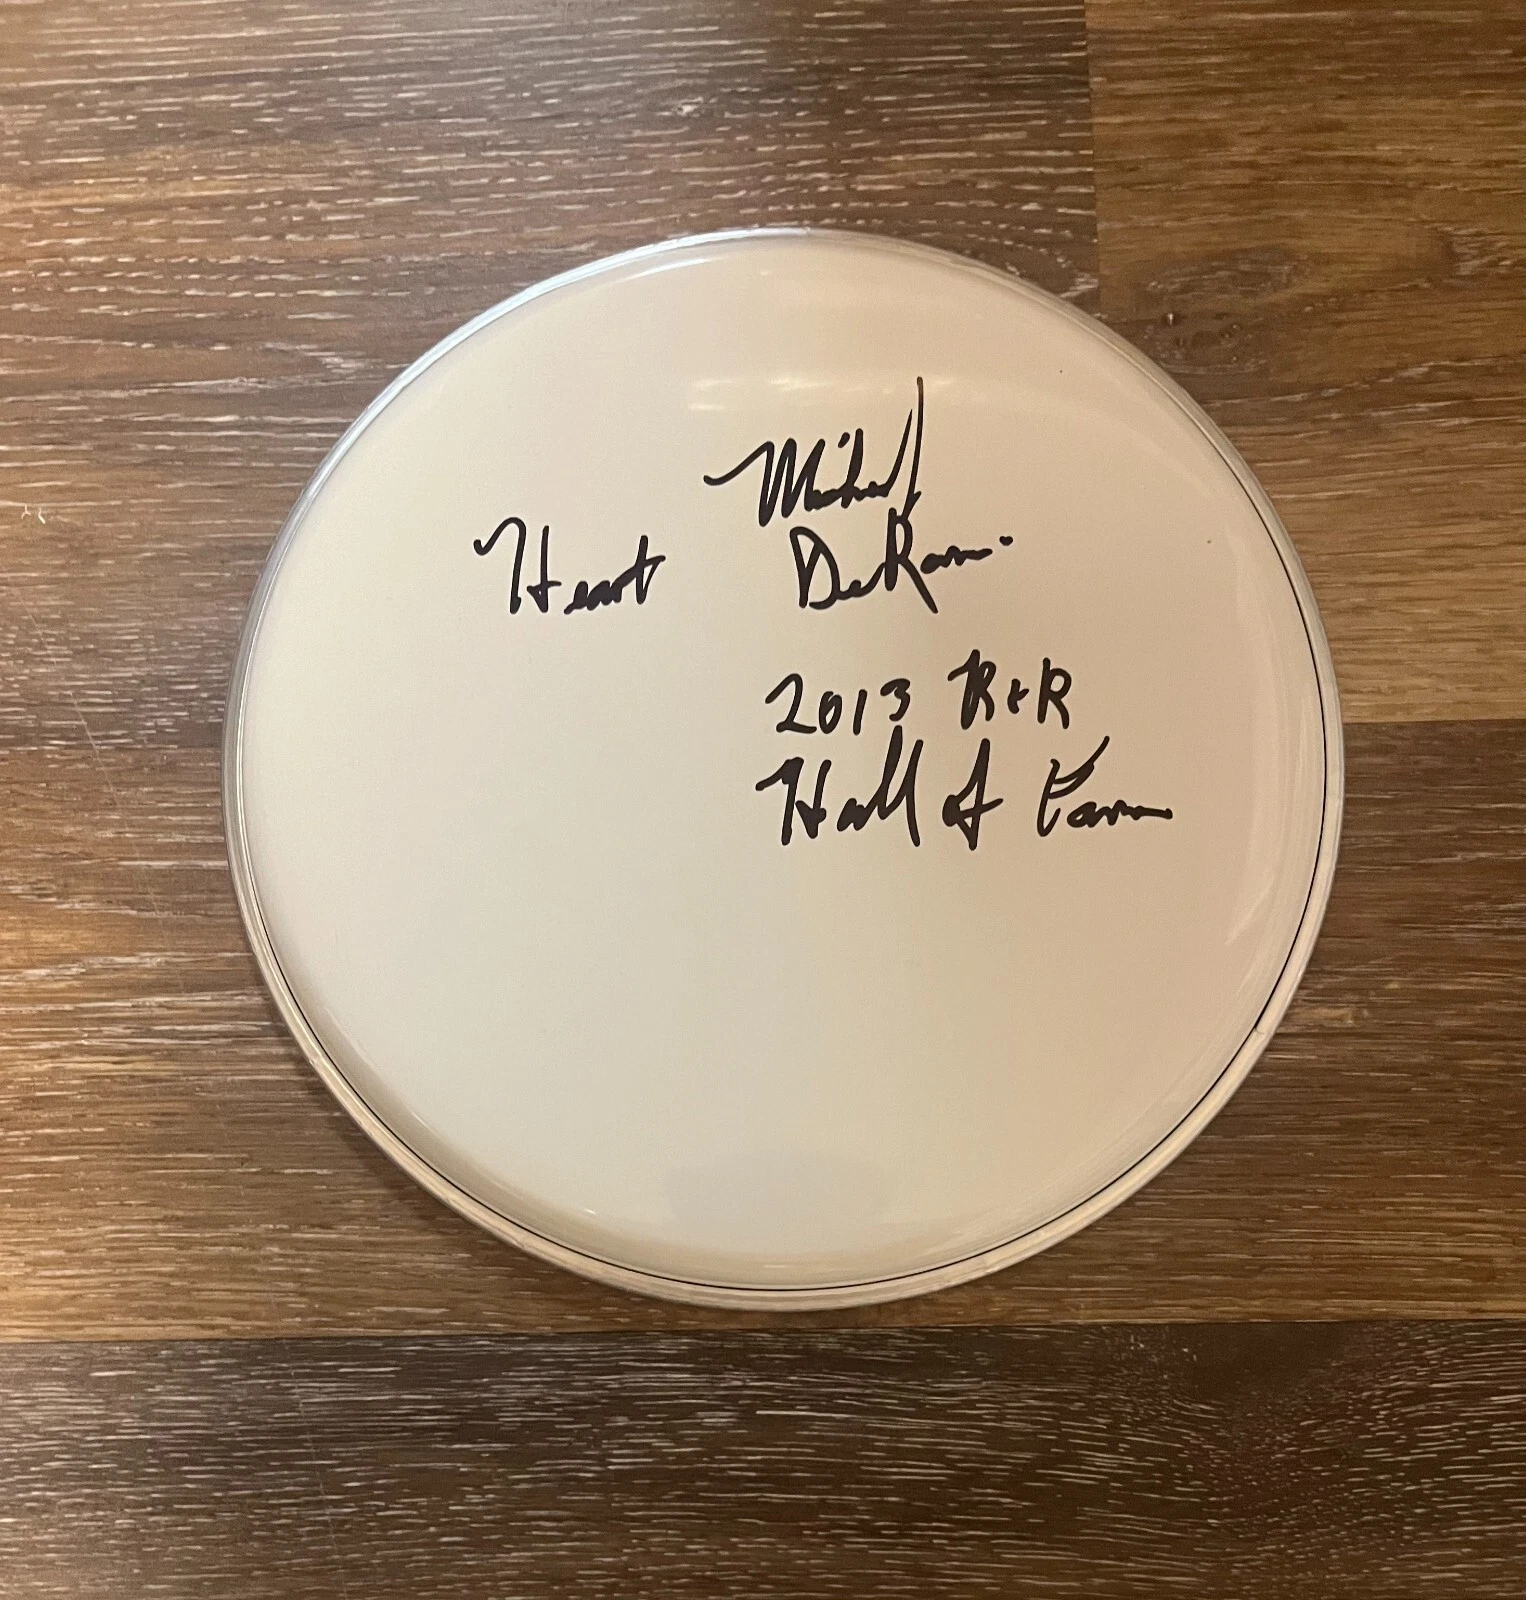 Michael
Heart DeRosier
2013 R+R
Hall of Fame